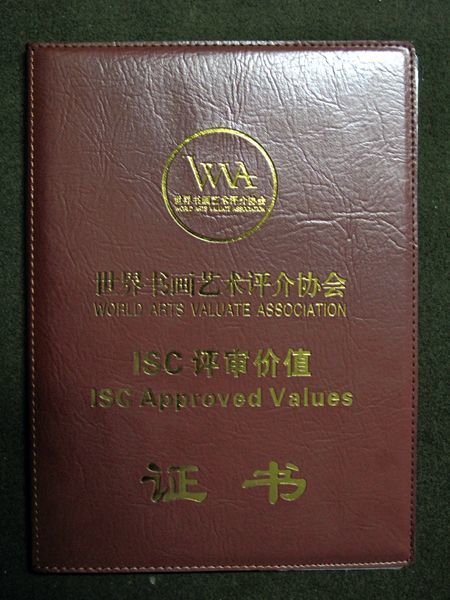 WAVA
世界书画艺术评介协会
WORLD ARTS VALUATE ASSOCIATION
世界书画艺术评介协会
WORLD ARTS VALUATE ASSOCIATION
ISC 评审价值
ISC Approved Values
证书